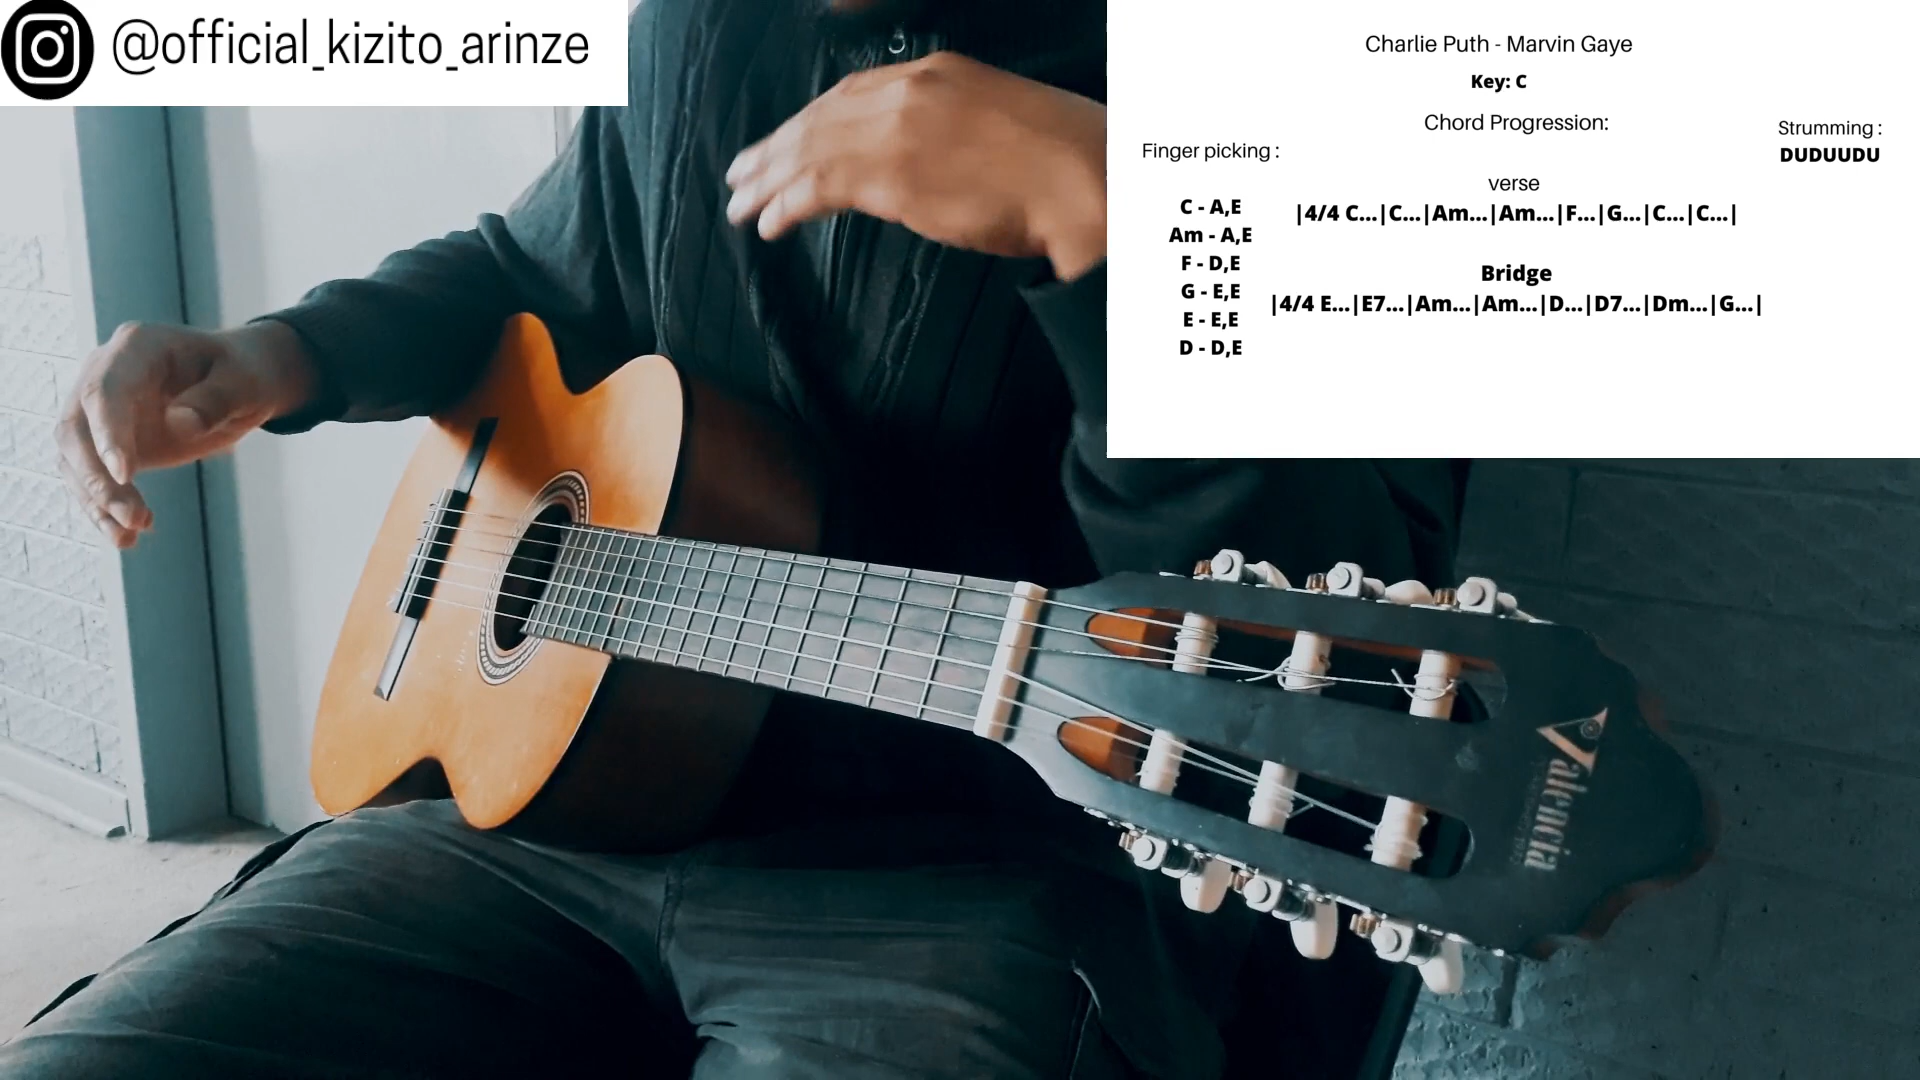 @official_kizito_arinze
Charlie Puth - Marvin Gaye
Key: C
Chord Progression:
Strumming :
DUDUUDU
Finger picking :
C - A,E
Am - A,E
F - D,E
G - E,E
E - E,E
D - D,E
verse
|4/4 C...|C...|Am...|Am...|F...|G...|C...|C...|
Bridge
|4/4 E...|E7...|Am...|Am...|D...|D7...|Dm...|G...|
Valencia